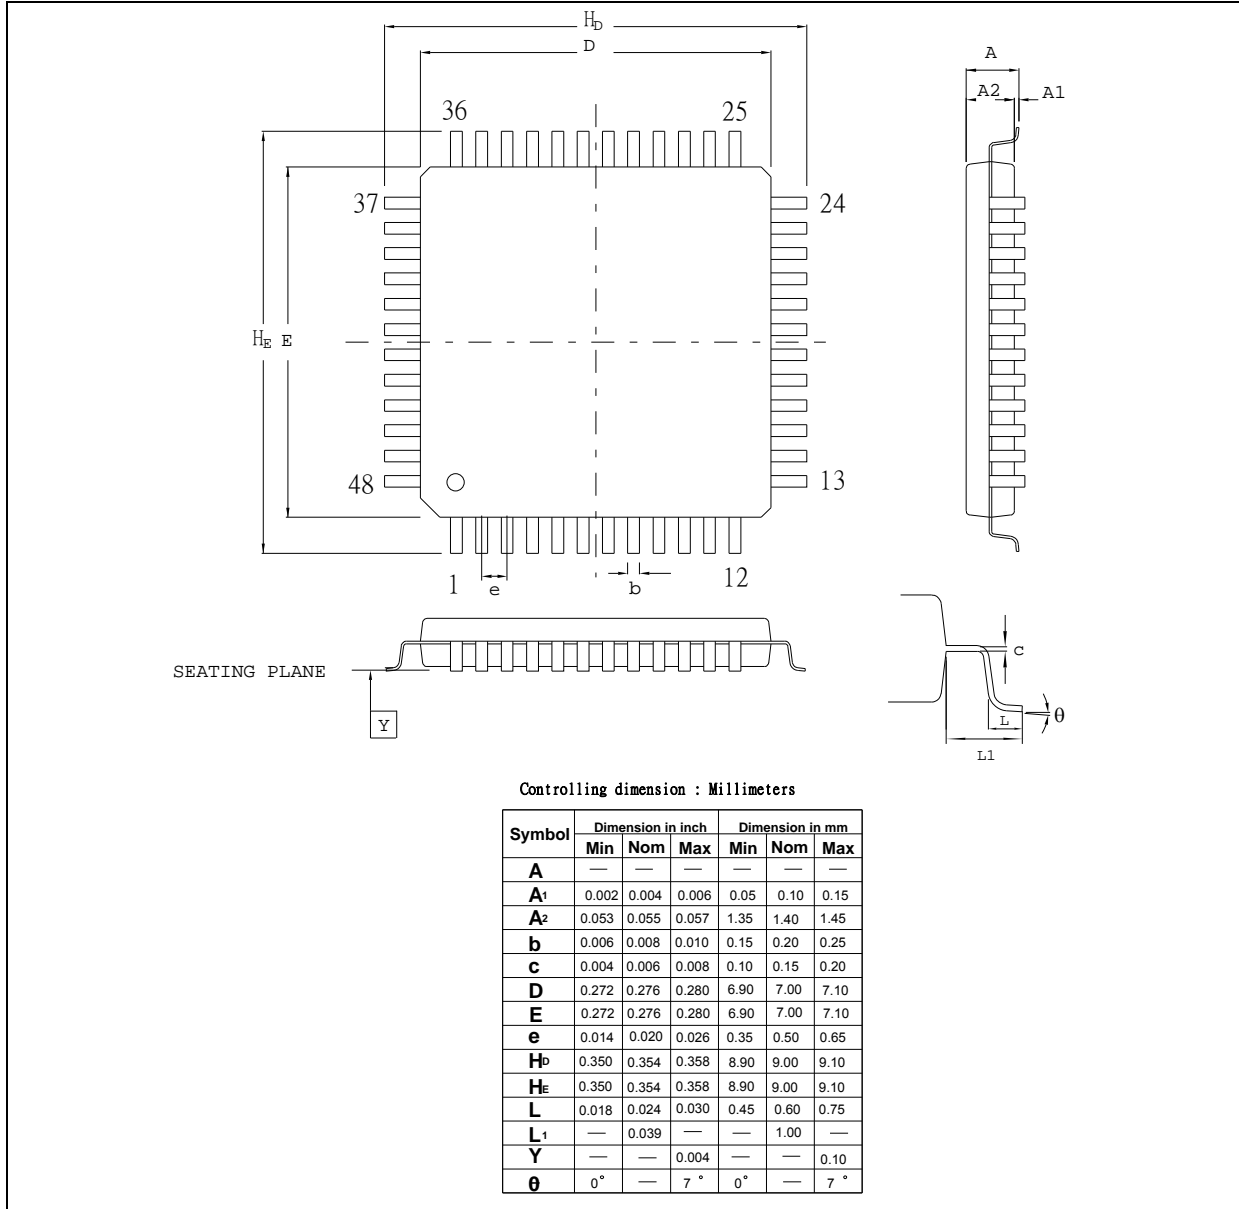 HD
D
A
A2 A1
36 25
37 24
HE E
48 13
1 e b 12
SEATING PLANE
Y
c
L θ
L1
Controlling dimension : Millimeters
Symbol Dimension in inch Dimension in mm
Min Nom Max Min Nom Max
A — — — — — —
A1 0.002 0.004 0.006 0.05 0.10 0.15
A2 0.053 0.055 0.057 1.35 1.40 1.45
b 0.006 0.008 0.010 0.15 0.20 0.25
c 0.004 0.006 0.008 0.10 0.15 0.20
D 0.272 0.276 0.280 6.90 7.00 7.10
E 0.272 0.276 0.280 6.90 7.00 7.10
e 0.014 0.020 0.026 0.35 0.50 0.65
HD 0.350 0.354 0.358 8.90 9.00 9.10
HE 0.350 0.354 0.358 8.90 9.00 9.10
L 0.018 0.024 0.030 0.45 0.60 0.75
L1 — 0.039 — — 1.00 —
Y — — 0.004 — — 0.10
θ 0° — 7° 0° — 7°